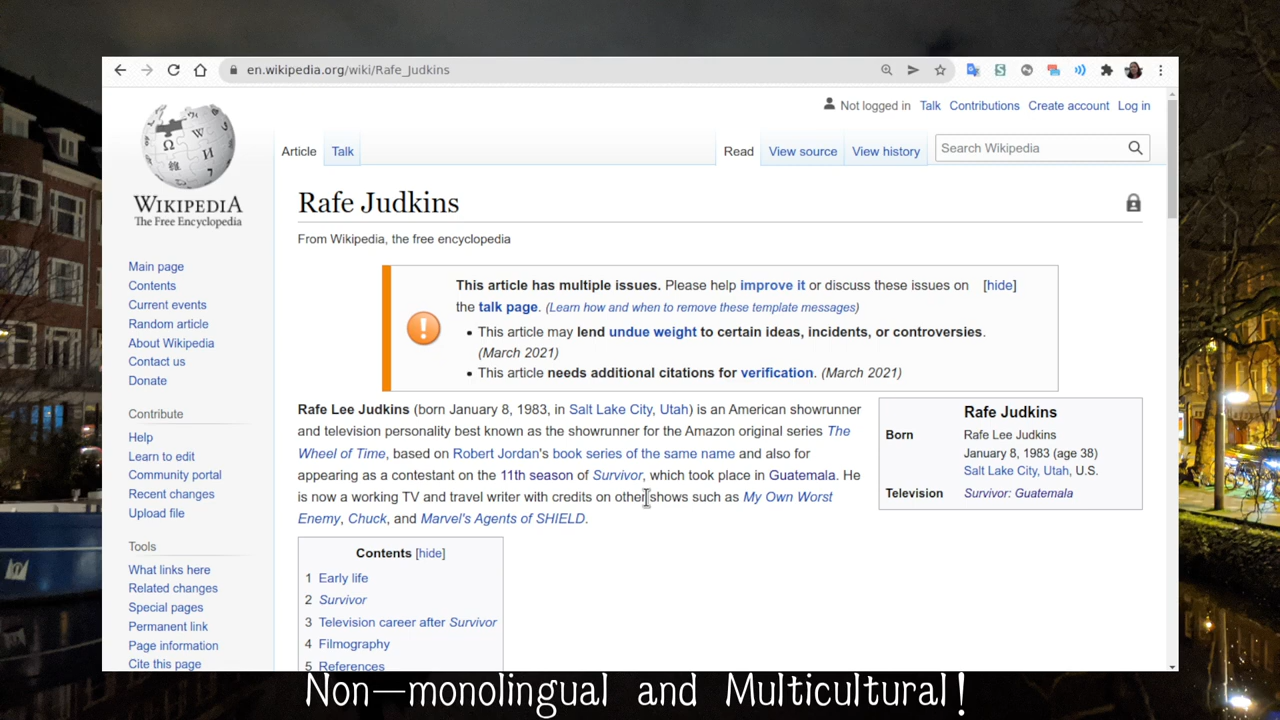 en.wikipedia.org/wiki/Rafe_Judkins
Not logged in Talk Contributions Create account Log in
Article Talk Read View source View history Search Wikipedia
WIKIPEDIA
The Free Encyclopedia
Rafe Judkins
From Wikipedia, the free encyclopedia
This article has multiple issues. Please help improve it or discuss these issues on [hide]
the talk page. (Learn how and when to remove these template messages)
• This article may lend undue weight to certain ideas, incidents, or controversies.
(March 2021)
• This article needs additional citations for verification. (March 2021)
Rafe Lee Judkins (born January 8, 1983, in Salt Lake City, Utah) is an American showrunner
and television personality best known as the showrunner for the Amazon original series The
Wheel of Time, based on Robert Jordan's book series of the same name and also for
appearing as a contestant on the 11th season of Survivor, which took place in Guatemala. He
is now a working TV and travel writer with credits on other shows such as My Own Worst
Enemy, Chuck, and Marvel's Agents of SHIELD.
Rafe Judkins
Born Rafe Lee Judkins
January 8, 1983 (age 38)
Salt Lake City, Utah, U.S.
Television Survivor: Guatemala
Contents [hide]
1 Early life
2 Survivor
3 Television career after Survivor
4 Filmography
5 References
Main page
Contents
Current events
Random article
About Wikipedia
Contact us
Donate
Contribute
Help
Learn to edit
Community portal
Recent changes
Upload file
Tools
What links here
Related changes
Special pages
Permanent link
Page information
Cite this page
Non-monolingual and Multicultural!